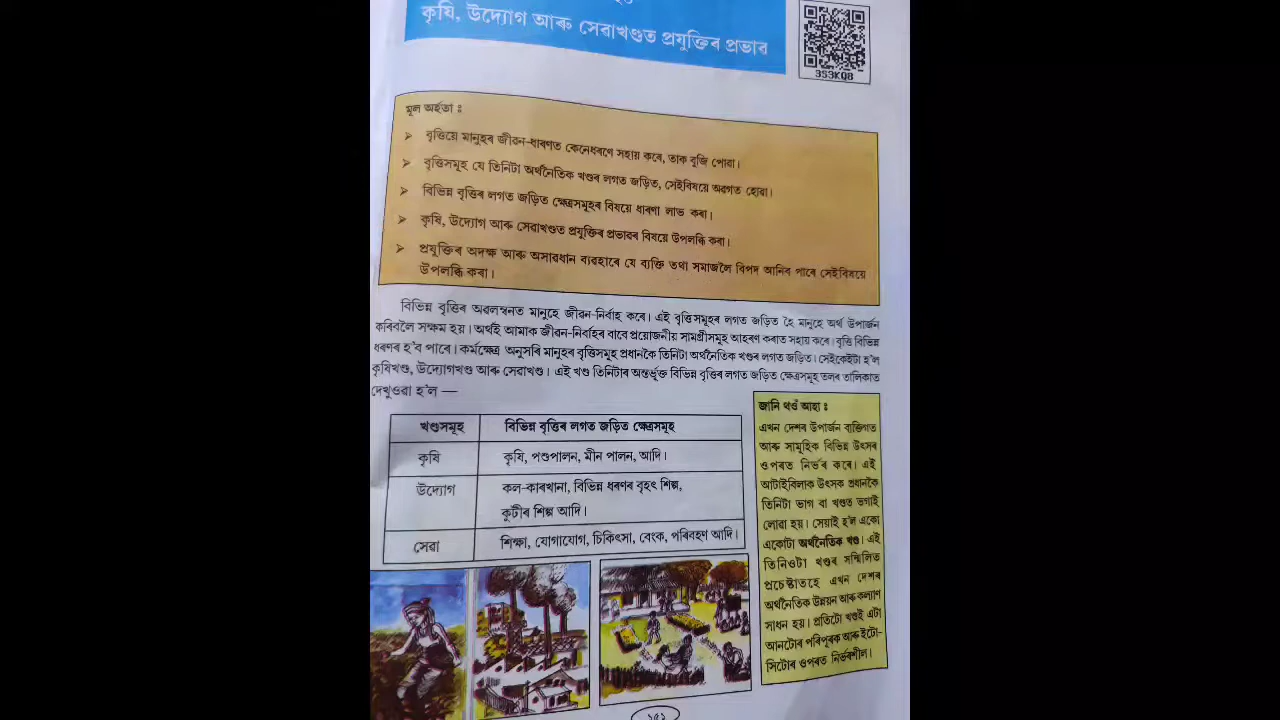 কৃষি, উদ্যোগ আৰু সেৱাখণ্ডত প্ৰযুক্তিৰ প্ৰভাৱ
3S3KQ8
মূল অৰ্হতা ঃ
➢ বৃত্তিয়ে মানুহৰ জীৱন-ধাৰণত কেনেধৰণে সহায় কৰে, তাক বুজি পোৱা।
➢ বৃত্তিসমূহ যে তিনিটা অৰ্থনৈতিক খণ্ডৰ লগত জড়িত, সেইবিষয়ে অৱগত হোৱা।
➢ বিভিন্ন বৃত্তিৰ লগত জড়িত ক্ষেত্ৰসমূহৰ বিষয়ে ধাৰণা লাভ কৰা।
➢ কৃষি, উদ্যোগ আৰু সেৱাখণ্ডত প্ৰযুক্তিৰ প্ৰভাৱৰ বিষয়ে উপলব্ধি কৰা।
➢ প্ৰযুক্তিৰ অদক্ষ আৰু অসাৱধান ব্যৱহাৰে যে ব্যক্তি তথা সমাজলৈ বিপদ আনিব পাৰে সেইবিষয়ে
উপলব্ধি কৰা।
বিভিন্ন বৃত্তিৰ অৱলম্বনত মানুহে জীৱন-নিৰ্বাহ কৰে। এই বৃত্তিসমূহৰ লগত জড়িত হৈ মানুহে অৰ্থ উপাৰ্জন
কৰিবলৈ সক্ষম হয়। অৰ্থই আমাক জীৱন-নিৰ্বাহৰ বাবে প্ৰয়োজনীয় সামগ্ৰীসমূহ আহৰণ কৰাত সহায় কৰে। বৃত্তি বিভিন্ন
ধৰণৰ হ'ব পাৰে। কৰ্মক্ষেত্ৰ অনুসৰি মানুহৰ বৃত্তিসমূহ প্ৰধানকৈ তিনিটা অৰ্থনৈতিক খণ্ডৰ লগত জড়িত। সেইকেইটা হ'ল
কৃষিখণ্ড, উদ্যোগখণ্ড আৰু সেৱাখণ্ড। এই খণ্ড তিনিটাৰ অন্তৰ্ভূক্ত বিভিন্ন বৃত্তিৰ লগত জড়িত ক্ষেত্ৰসমূহ তলৰ তালিকাত
দেখুওৱা হ'ল —
খণ্ডসমূহ বিভিন্ন বৃত্তিৰ লগত জড়িত ক্ষেত্ৰসমূহ
কৃষি কৃষি, পশুপালন, মীন পালন, আদি।
উদ্যোগ কল-কাৰখানা, বিভিন্ন ধৰণৰ বৃহৎ শিল্প,
কুটীৰ শিল্প আদি।
সেৱা শিক্ষা, যোগাযোগ, চিকিৎসা, বেংক, পৰিবহণ আদি।
জানি থওঁ আহা ঃ
এখন দেশৰ উপাৰ্জন ব্যক্তিগত
আৰু সামূহিক বিভিন্ন উৎসৰ
ওপৰত নিৰ্ভৰ কৰে। এই
আটাইবিলাক উৎসক প্ৰধানকৈ
তিনিটা ভাগ বা খণ্ডত ভগাই
লোৱা হয়। সেয়াই হ'ল একো
একোটা অৰ্থনৈতিক খণ্ড। এই
তিনিওটা খণ্ডৰ সন্মিলিত
প্ৰচেষ্টাতহে এখন দেশৰ
অৰ্থনৈতিক উন্নয়ন আৰু কল্যাণ
সাধন হয়। প্ৰতিটো খণ্ডই এটা
আনটোৰ পৰিপূৰক আৰু ইটো-
সিটোৰ ওপৰত নিৰ্ভৰশীল।